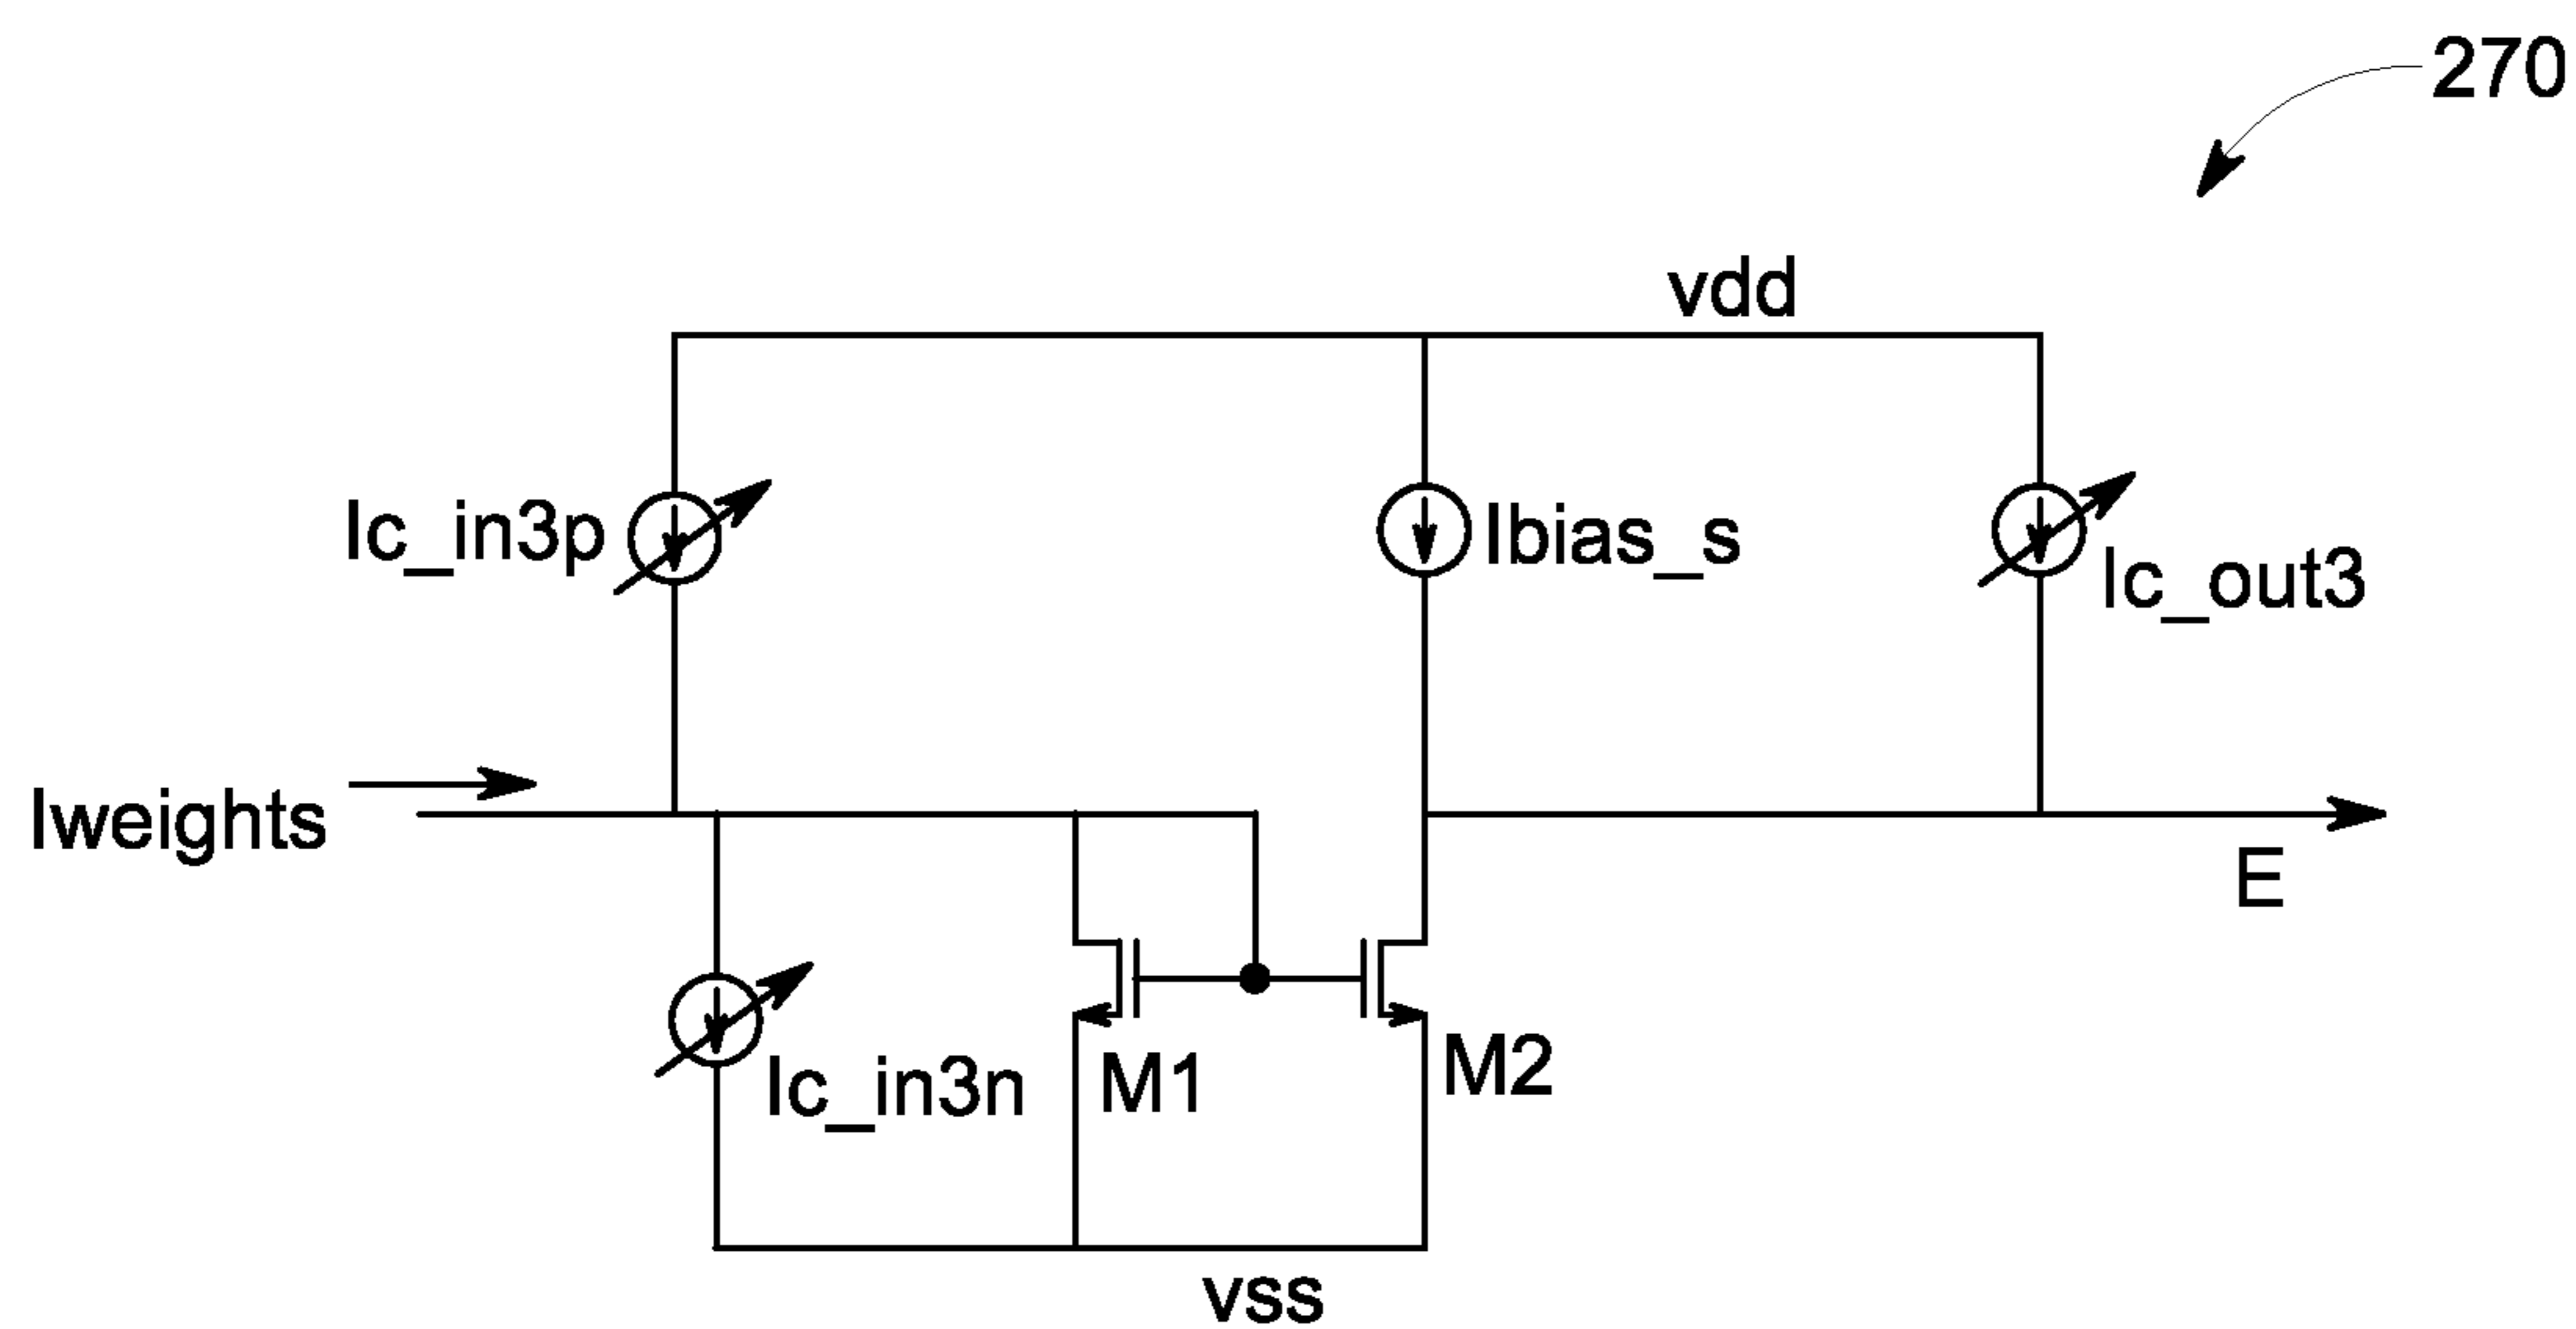 270
vdd
Ic_in3p
Ibias_s
Ic_out3
Iweights
E
Ic_in3n
M1
M2
vss